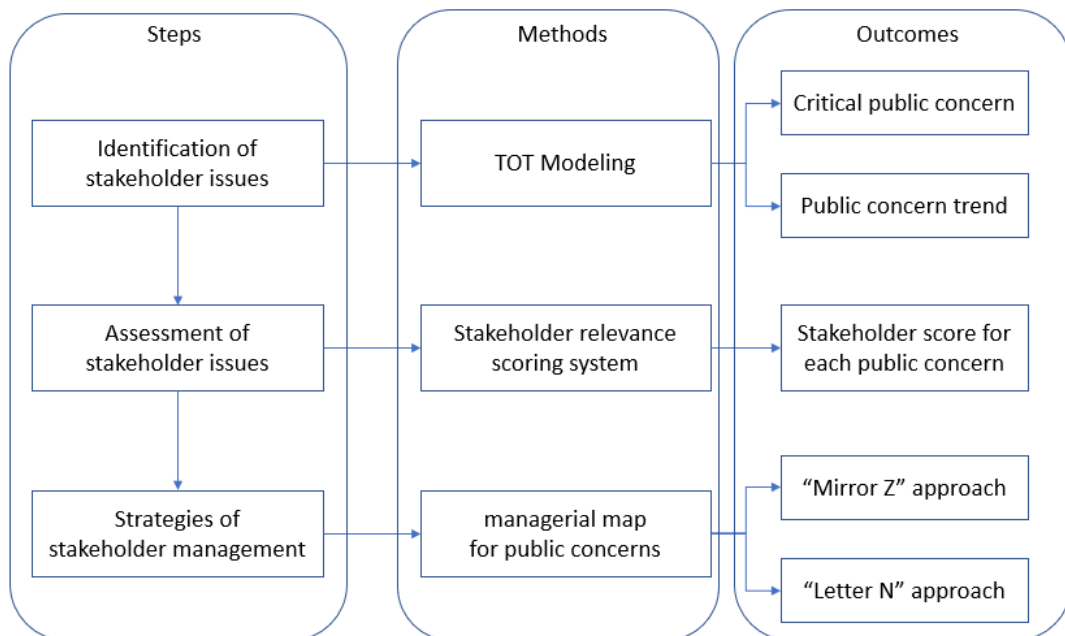 Steps
Methods
Outcomes
Identification of
stakeholder issues
TOT Modeling
Critical public concern
Public concern trend
Assessment of
stakeholder issues
Stakeholder relevance
scoring system
Stakeholder score for
each public concern
Strategies of
stakeholder management
managerial map
for public concerns
“Mirror Z” approach
“Letter N” approach